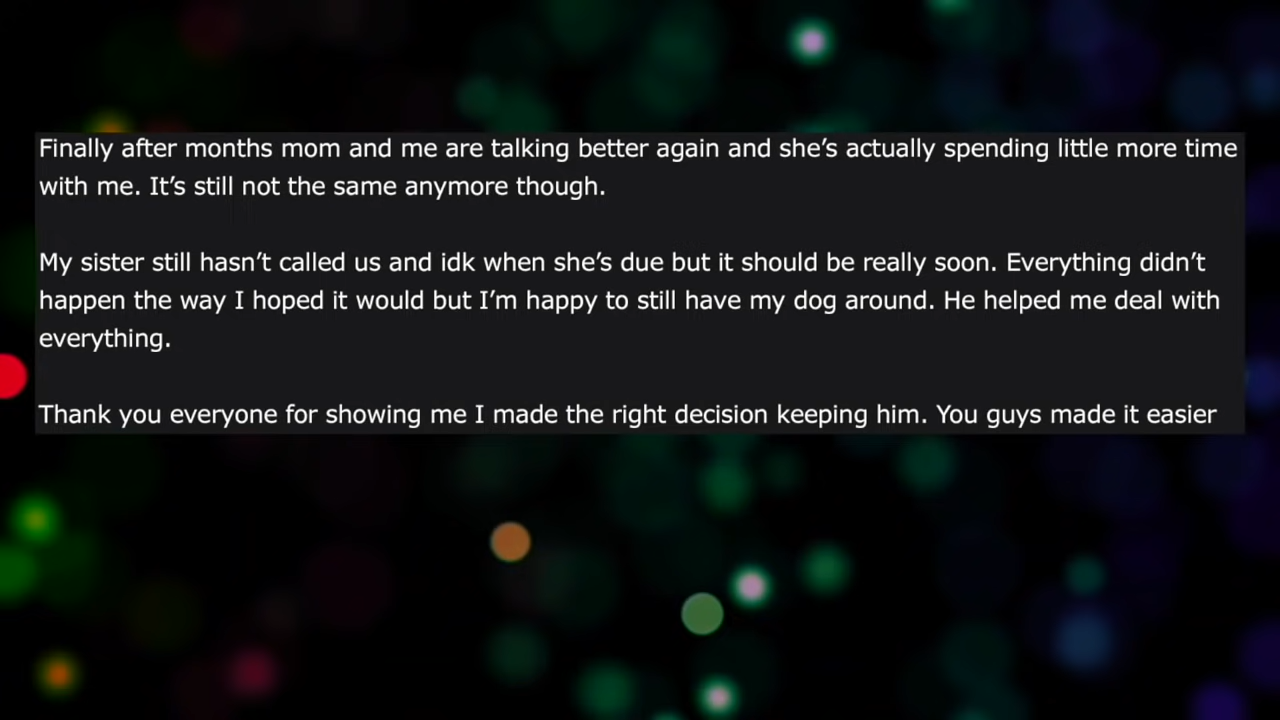 Finally after months mom and me are talking better again and she’s actually spending little more time
with me. It’s still not the same anymore though.
My sister still hasn’t called us and idk when she’s due but it should be really soon. Everything didn’t
happen the way I hoped it would but I’m happy to still have my dog around. He helped me deal with
everything.
Thank you everyone for showing me I made the right decision keeping him. You guys made it easier